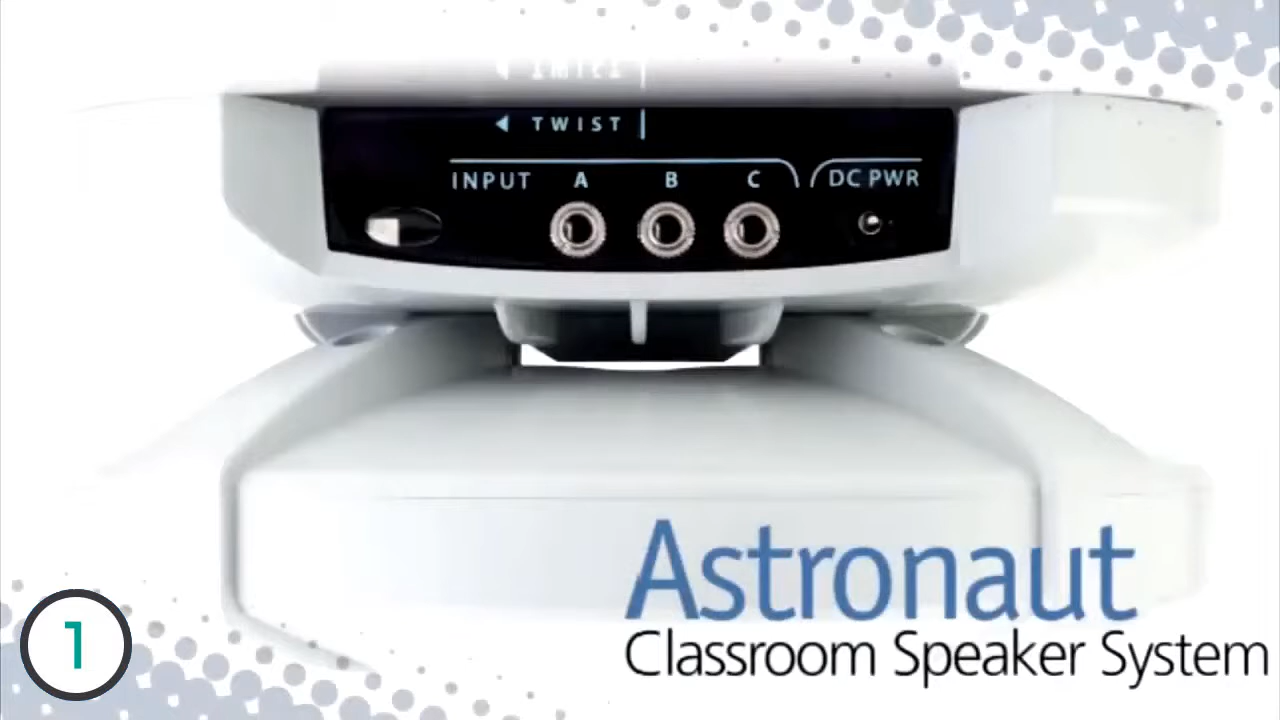 ◄ TWIST
INPUT A B C DC PWR
Astronaut
Classroom Speaker System
1